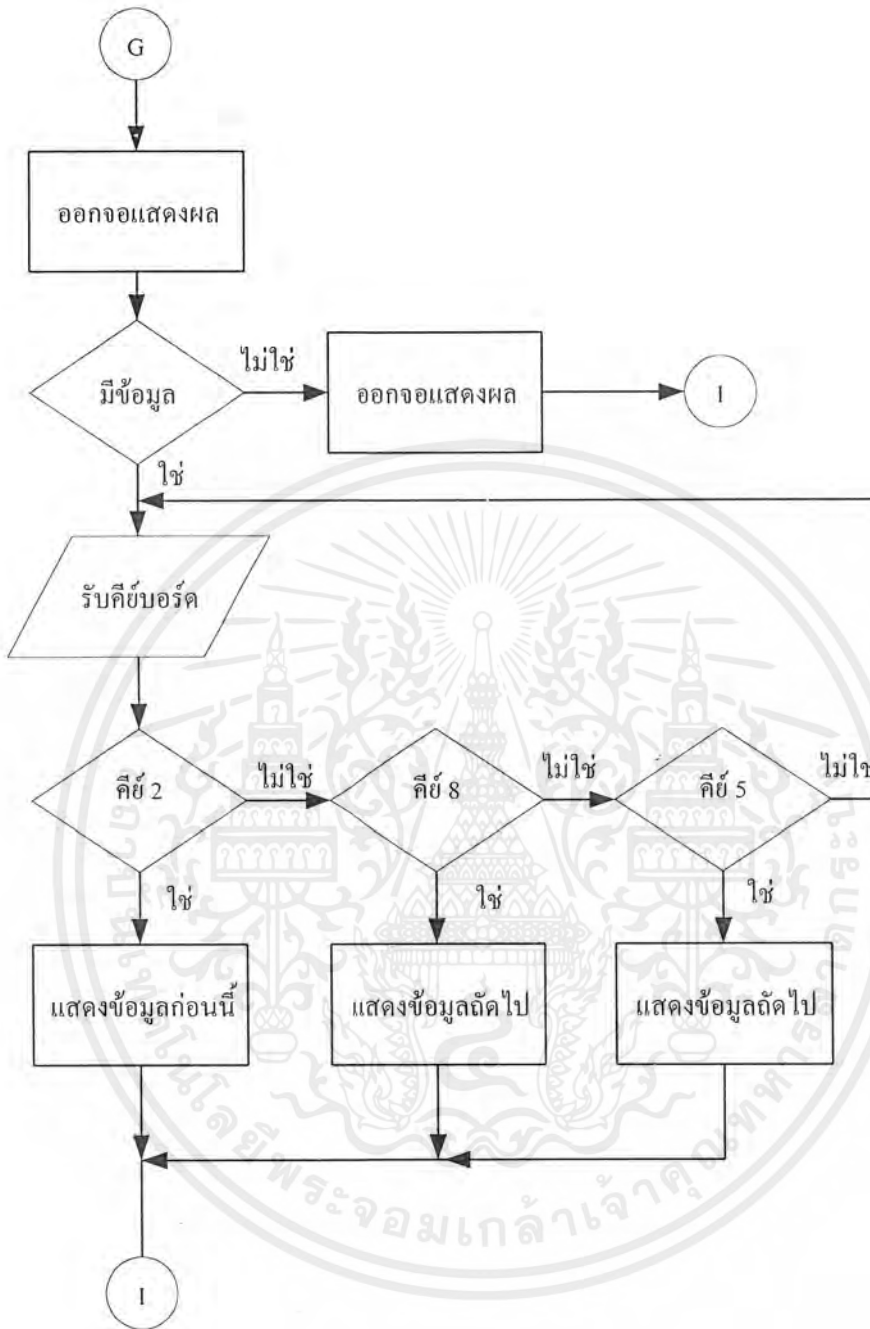 G
ออกจอแสดงผล
มีข้อมูล
ไม่ใช่
ออกจอแสดงผล
I
ใช่
รับคีย์บอร์ด
คีย์ 2
ไม่ใช่
คีย์ 8
ไม่ใช่
คีย์ 5
ไม่ใช่
ใช่
ใช่
ใช่
แสดงข้อมูลก่อนนี้
แสดงข้อมูลถัดไป
แสดงข้อมูลถัดไป
I